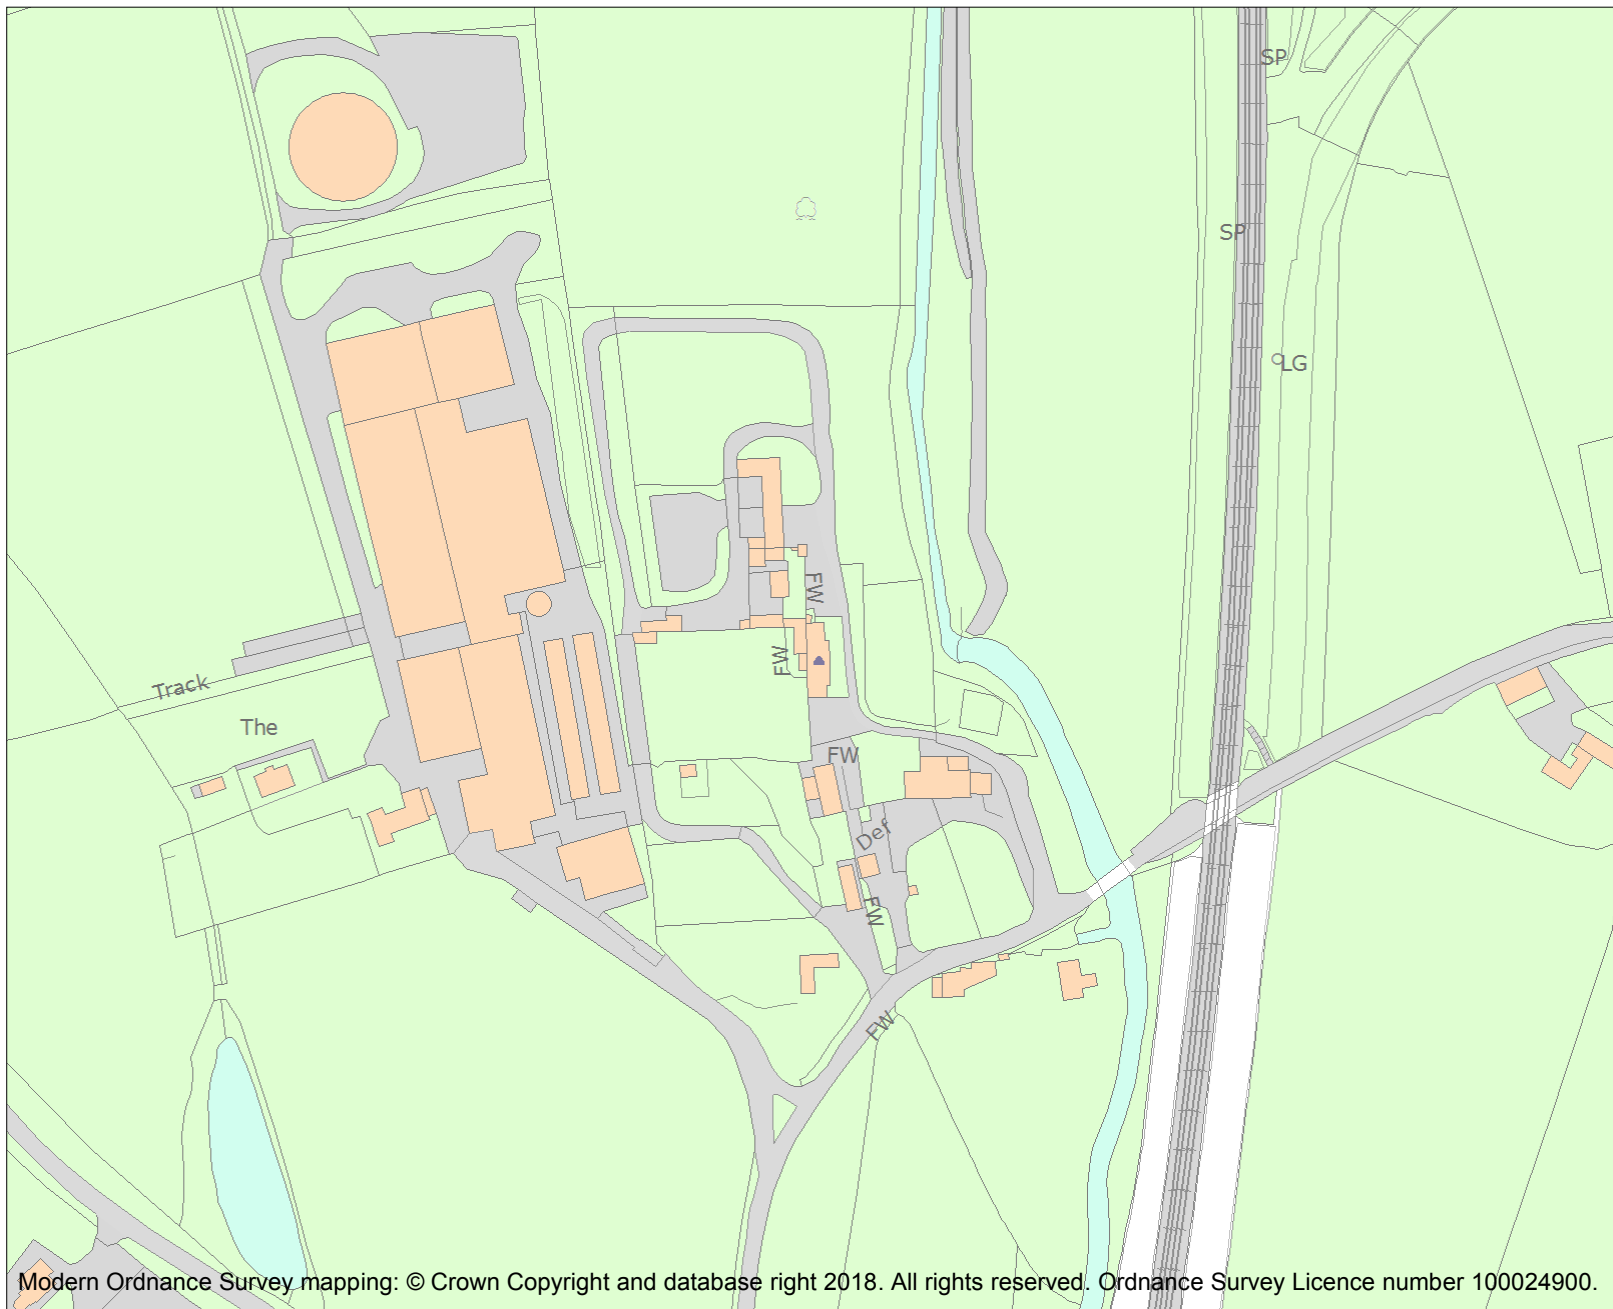 SP
SP
LG
FW
FW
Track
The
FW
Def
FW
FW
Modern Ordnance Survey mapping: © Crown Copyright and database right 2018. All rights reserved. Ordnance Survey Licence number 100024900.